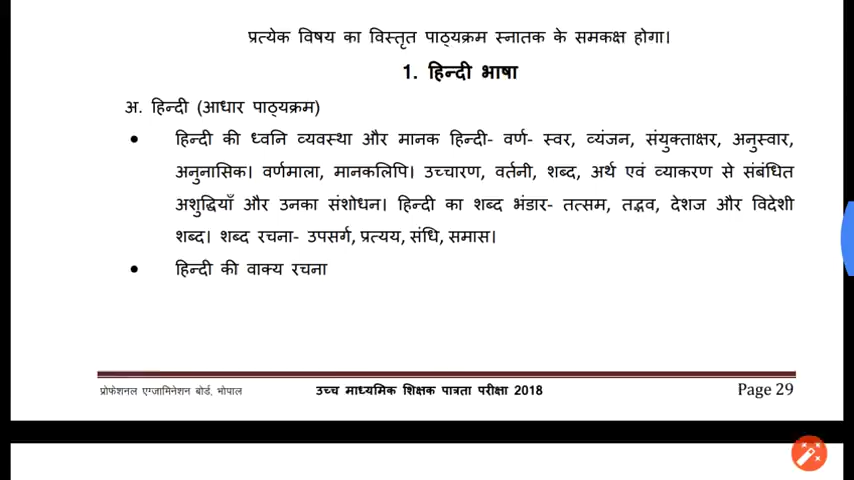 प्रत्येक विषय का विस्तृत पाठ्यक्रम स्नातक के समकक्ष होगा।
1. हिन्दी भाषा
अ. हिन्दी (आधार पाठ्यक्रम)
• हिन्दी की ध्वनि व्यवस्था और मानक हिन्दी- वर्ण- स्वर, व्यंजन, संयुक्ताक्षर, अनुस्वार,
अनुनासिक। वर्णमाला, मानकलिपि। उच्चारण, वर्तनी, शब्द, अर्थ एवं व्याकरण से संबंधित
अशुद्धियाँ और उनका संशोधन। हिन्दी का शब्द भंडार- तत्सम, तद्भव, देशज और विदेशी
शब्द। शब्द रचना- उपसर्ग, प्रत्यय, संधि, समास।
• हिन्दी की वाक्य रचना
प्रोफेशनल एग्जामिनेशन बोर्ड, भोपाल उच्च माध्यमिक शिक्षक पात्रता परीक्षा 2018 Page 29